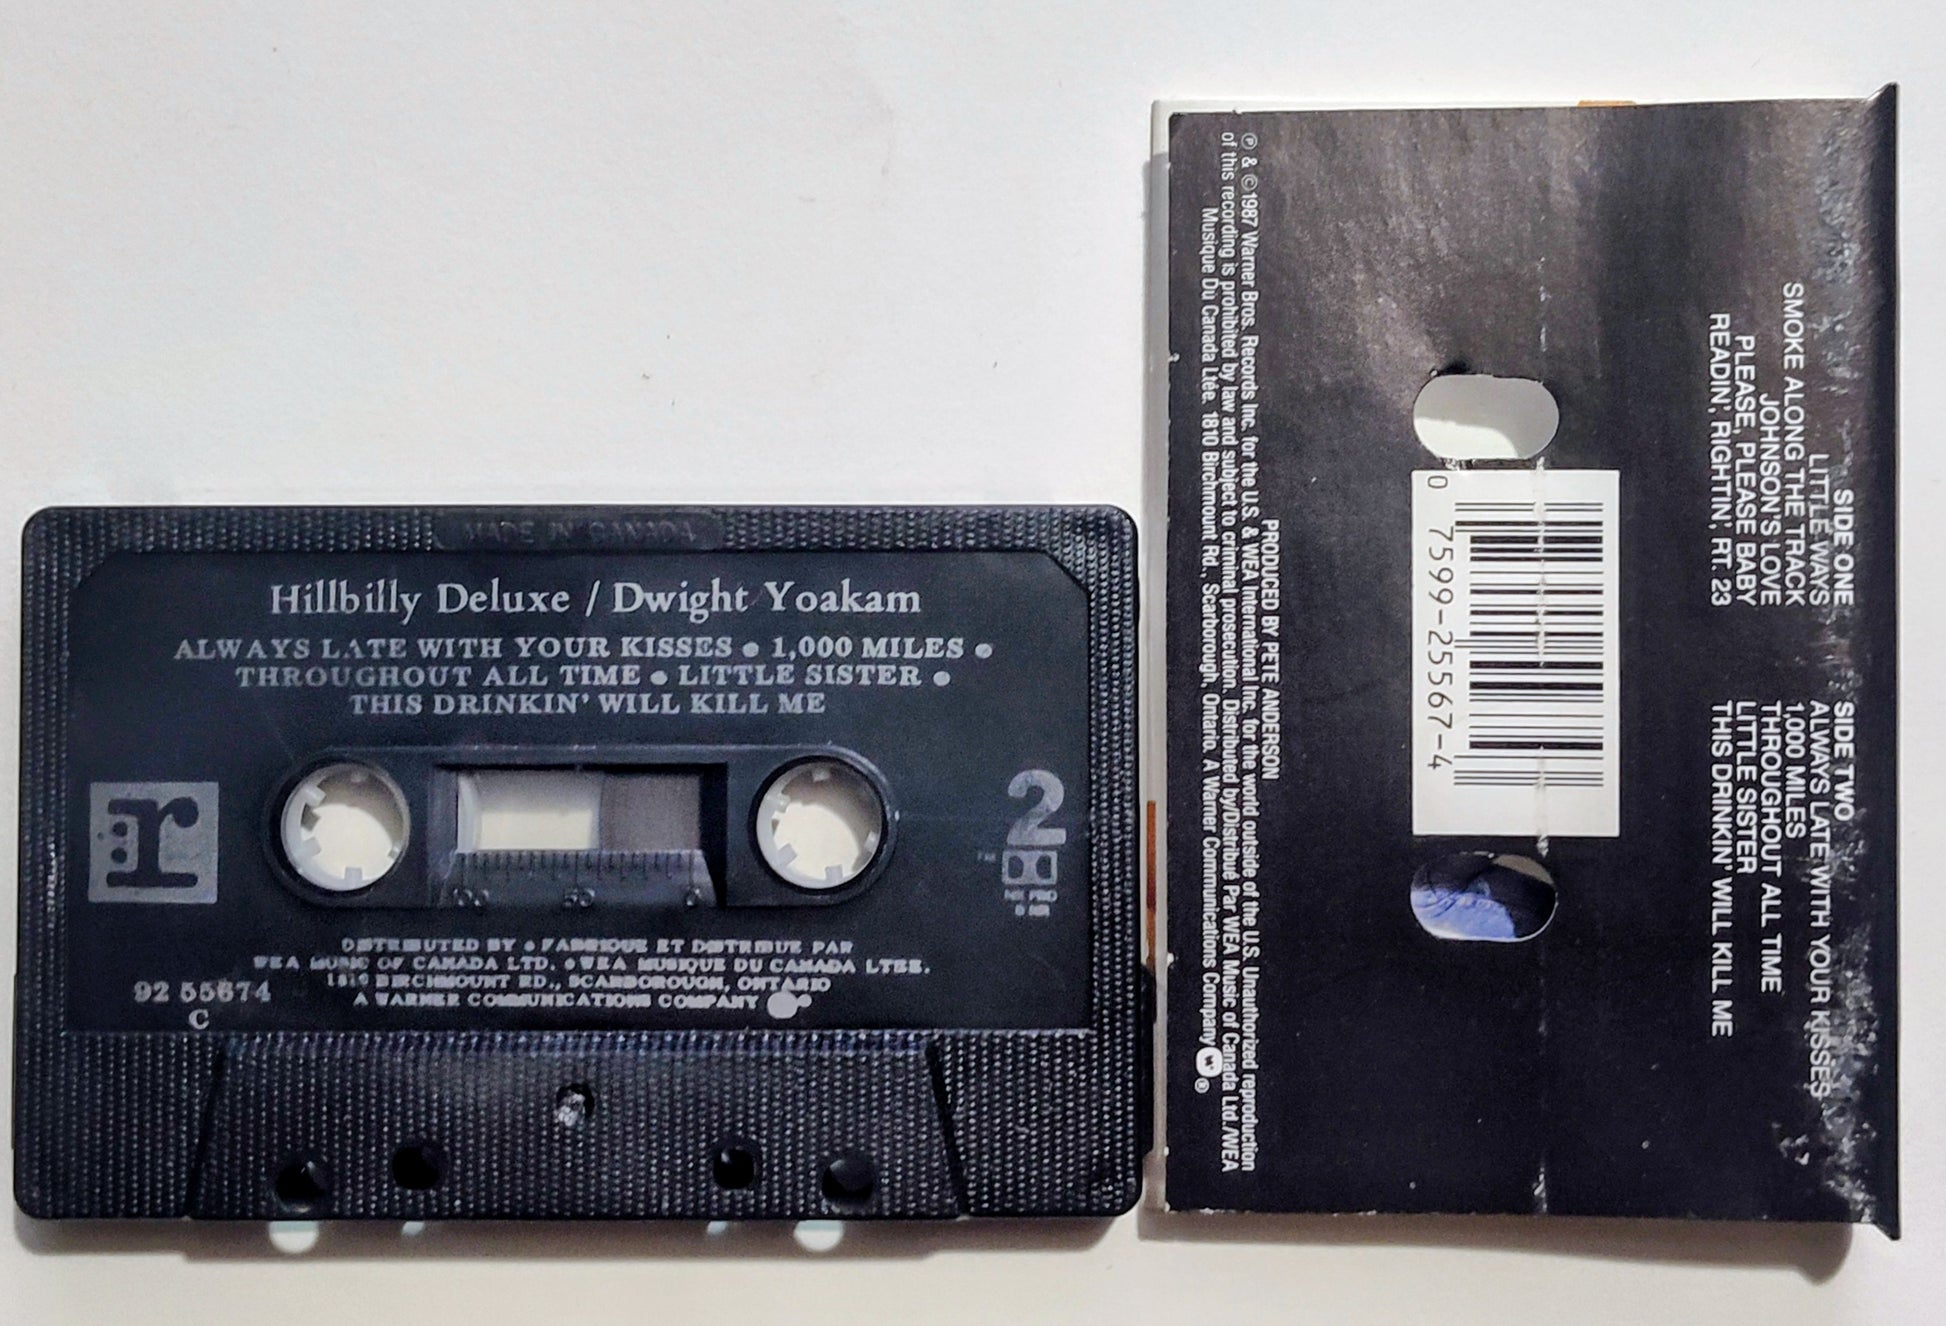 MADE IN CANADA
Hillbilly Deluxe / Dwight Yoakam
ALWAYS LATE WITH YOUR KISSES • 1,000 MILES •
THROUGHOUT ALL TIME • LITTLE SISTER •
THIS DRINKIN' WILL KILL ME
r
2
100 50 0
DISTRIBUTED BY • FABRIQUE ET DISTRIBUE PAR
WEA MUSIC OF CANADA LTD. • WEA MUSIQUE DU CANADA LTEE.
1810 BIRCHMOUNT RD., SCARBOROUGH, ONTARIO
A WARNER COMMUNICATIONS COMPANY
92 55674
C
SIDE ONE
LITTLE WAYS
SMOKE ALONG THE TRACK
JOHNSON'S LOVE
PLEASE, PLEASE BABY
READIN', RIGHTIN', RT. 23
SIDE TWO
ALWAYS LATE WITH YOUR KISSES
1,000 MILES
THROUGHOUT ALL TIME
LITTLE SISTER
THIS DRINKIN' WILL KILL ME
0 75992-5567-4
PRODUCED BY PETE ANDERSON
℗ & ©1987 Warner Bros. Records Inc. for the U.S. & WEA International Inc. for the world outside of the U.S. Unauthorized reproduction
of this recording is prohibited by law and subject to criminal prosecution. Distributed by/Distribué Par WEA Music of Canada Ltd./WEA
Musique Du Canada Ltée. 1810 Birchmount Rd., Scarborough, Ontario. A Warner Communications Company ®